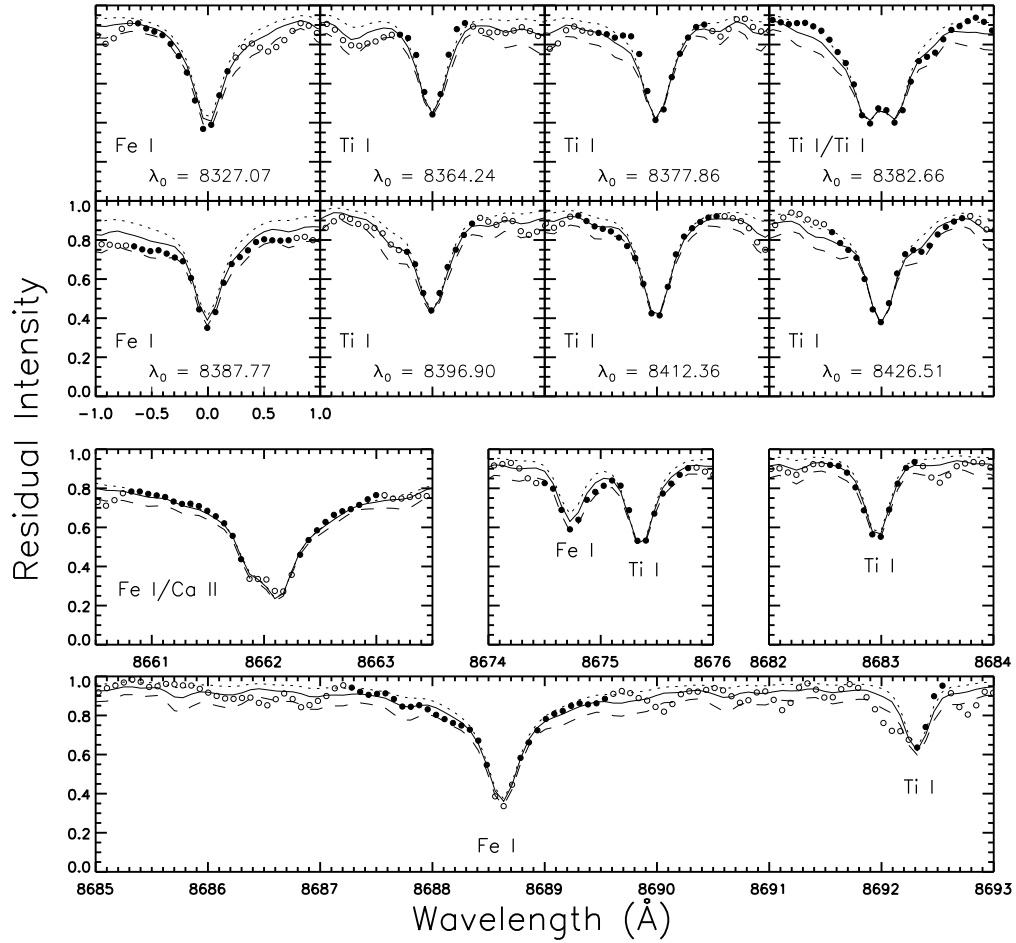 Fe I
λ0 = 8327.07
Ti I
λ0 = 8364.24
Ti I
λ0 = 8377.86
Ti I/Ti I
λ0 = 8382.66
1.0
0.8
0.6
0.4
0.2
0.0
Fe I
λ0 = 8387.77
Ti I
λ0 = 8396.90
Ti I
λ0 = 8412.36
Ti I
λ0 = 8426.51
-1.0 -0.5 0.0 0.5 1.0
Residual Intensity
1.0
0.8
0.6
0.4
0.2
0.0
Fe I/Ca II
8661 8662 8663
Fe I
Ti I
8674 8675 8676
Ti I
8682 8683 8684
1.0
0.8
0.6
0.4
0.2
0.0
Fe I
Ti I
8685 8686 8687 8688 8689 8690 8691 8692 8693
Wavelength (Å)